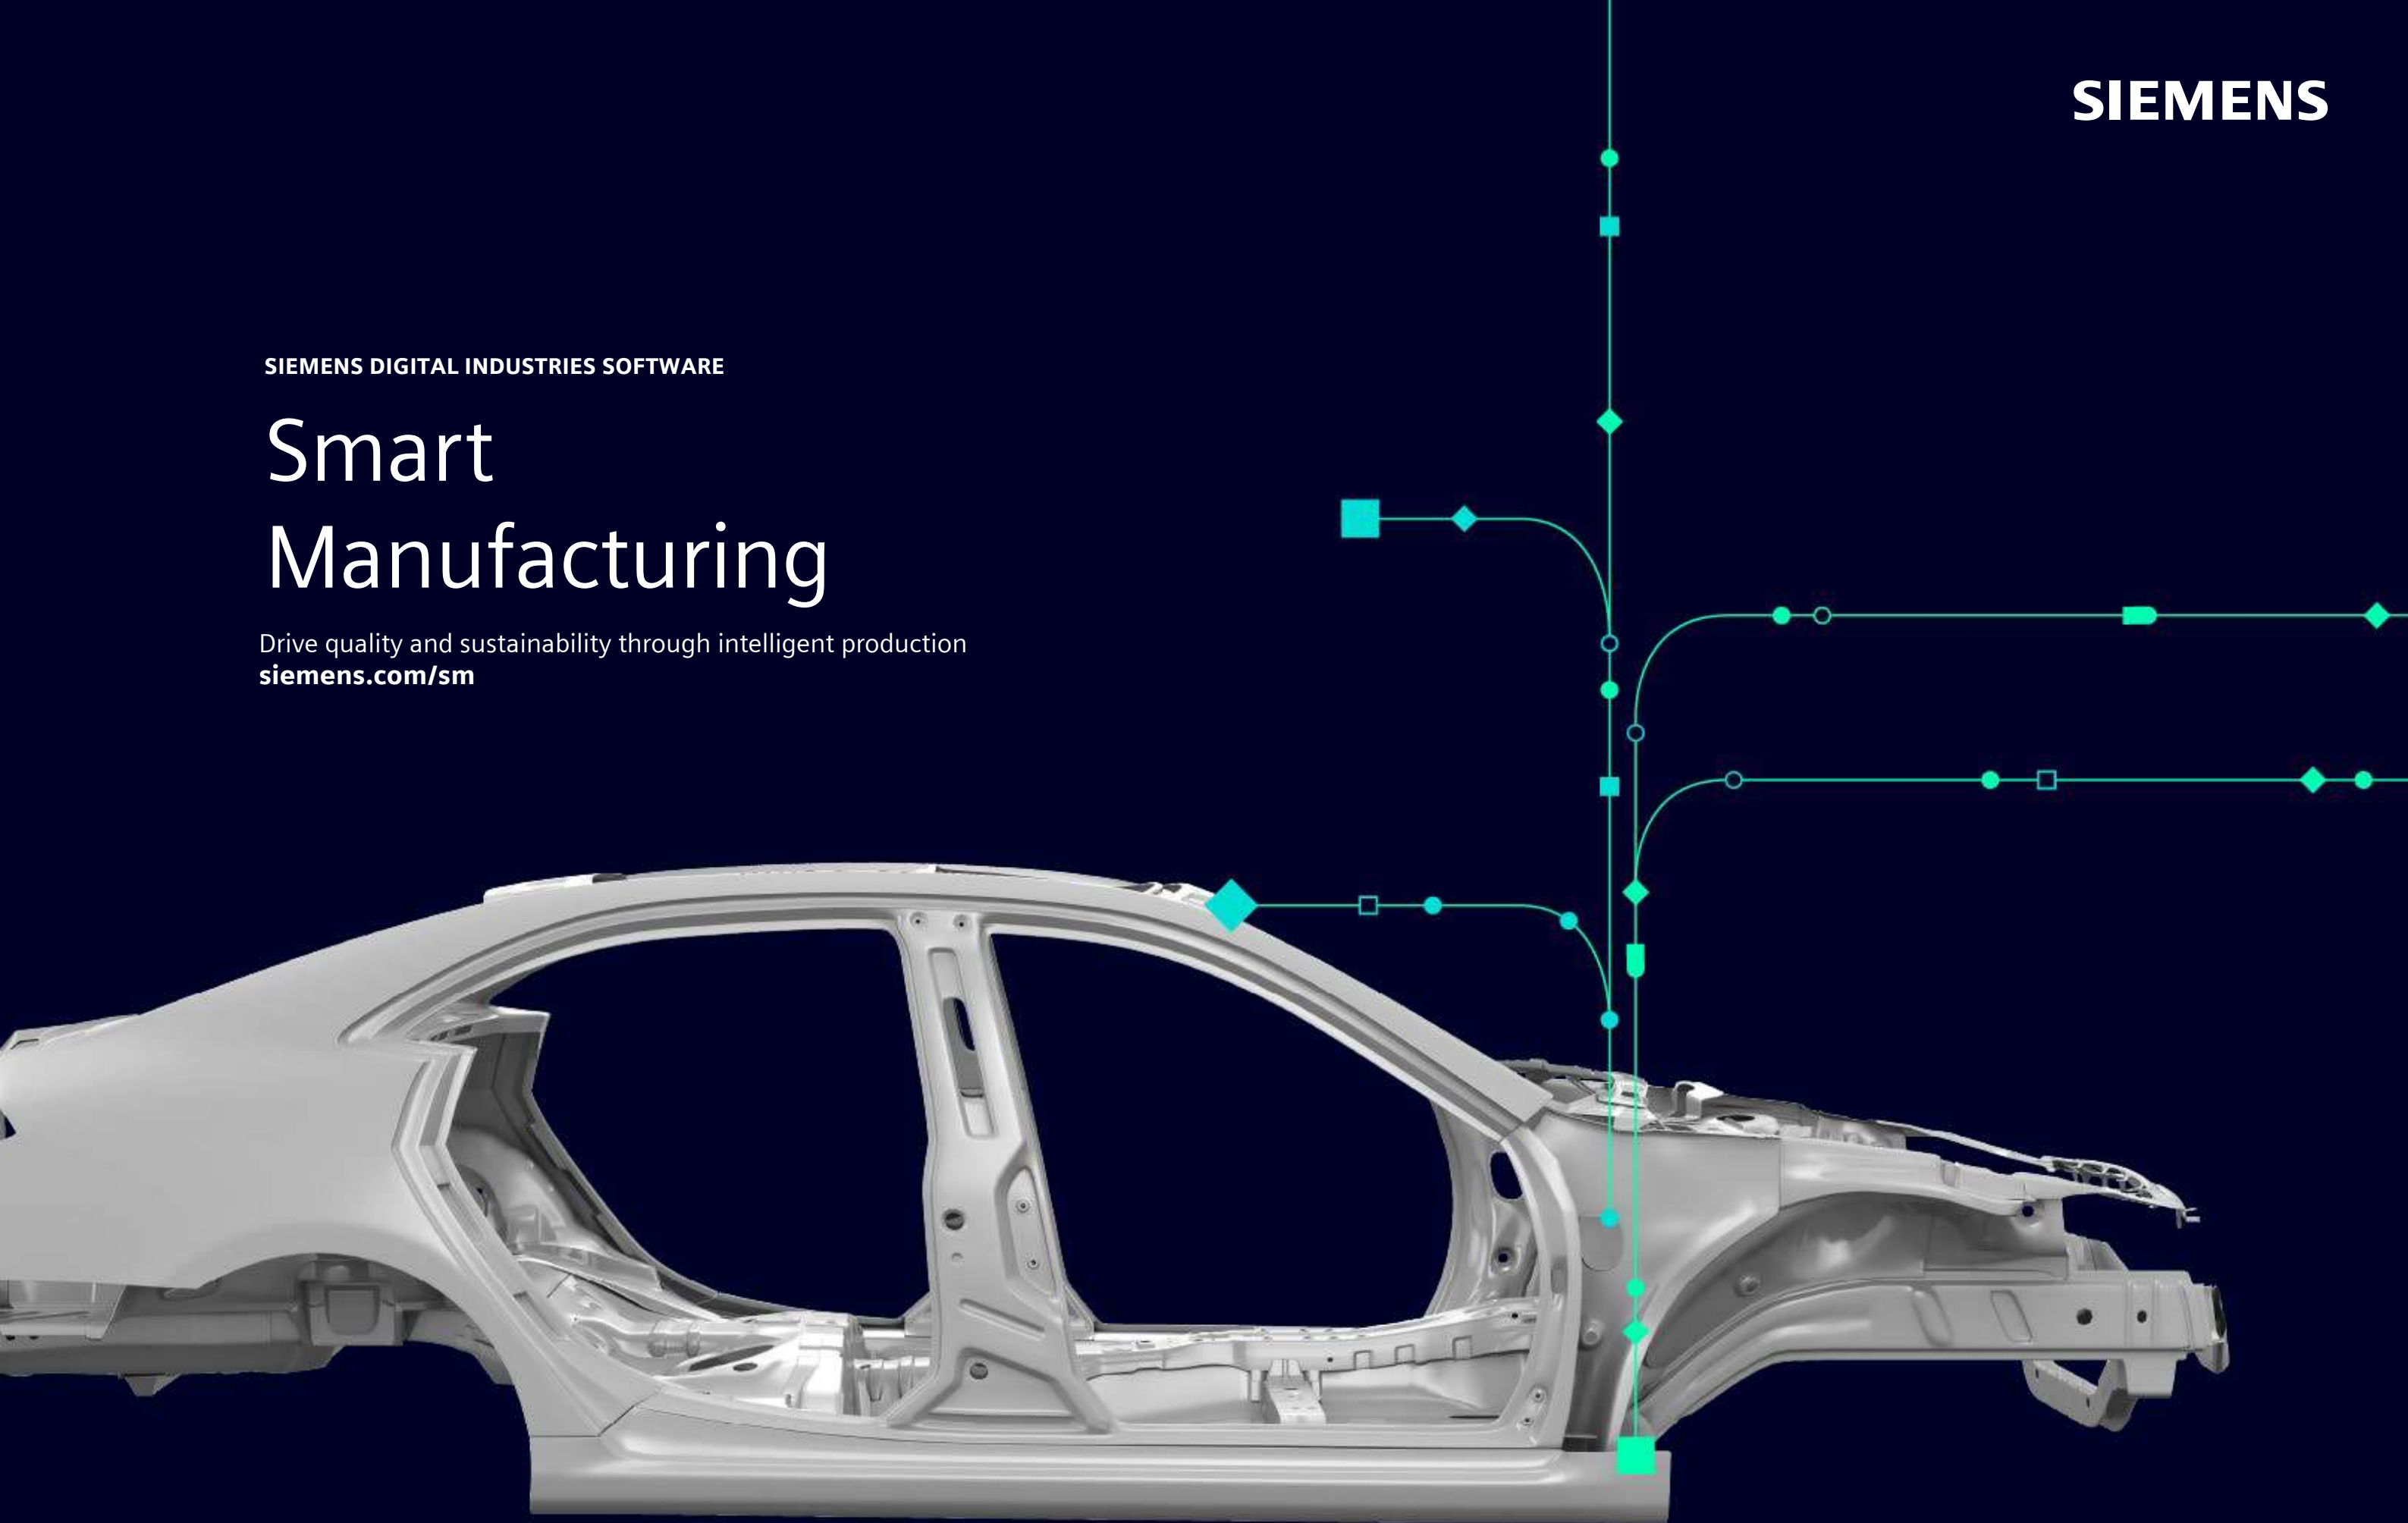 SIEMENS
SIEMENS DIGITAL INDUSTRIES SOFTWARE
Smart
Manufacturing
Drive quality and sustainability through intelligent production
siemens.com/sm